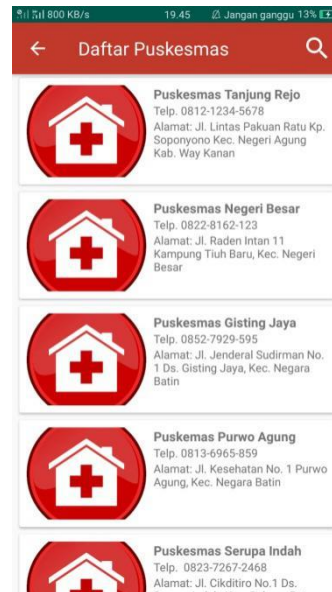 800 KB/s 19.45 Jangan ganggu 13%
Daftar Puskesmas
Puskesmas Tanjung Rejo
Telp. 0812-1234-5678
Alamat: Jl. Lintas Pakuan Ratu Kp.
Soponyono Kec. Negeri Agung
Kab. Way Kanan
Puskesmas Negeri Besar
Telp. 0822-8162-123
Alamat: Jl. Raden Intan 11
Kampung Tiuh Baru, Kec. Negeri
Besar
Puskesmas Gisting Jaya
Telp. 0852-7929-595
Alamat: Jl. Jenderal Sudirman No.
1 Ds. Gisting Jaya, Kec. Negara
Batin
Puskemas Purwo Agung
Telp. 0813-6965-859
Alamat: Jl. Kesehatan No. 1 Purwo
Agung, Kec. Negara Batin
Puskesmas Serupa Indah
Telp. 0823-7267-2468
Alamat: Jl. Cikditiro No.1 Ds.